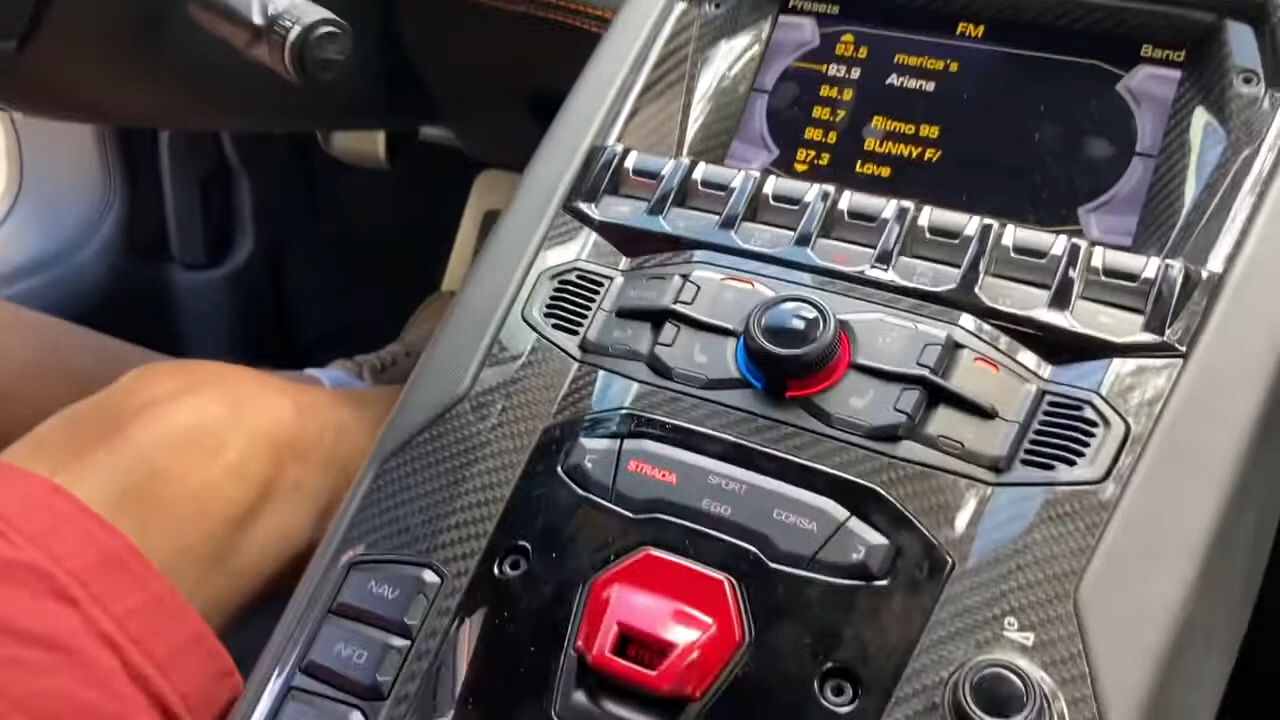 Presets
FM
Band
93.5 merica's
93.9 Ariana
94.9
95.7 Ritmo 95
96.5 BUNNY F/
97.3 Love
STRADA
SPORT
EGO
CORSA
NAV
INFO